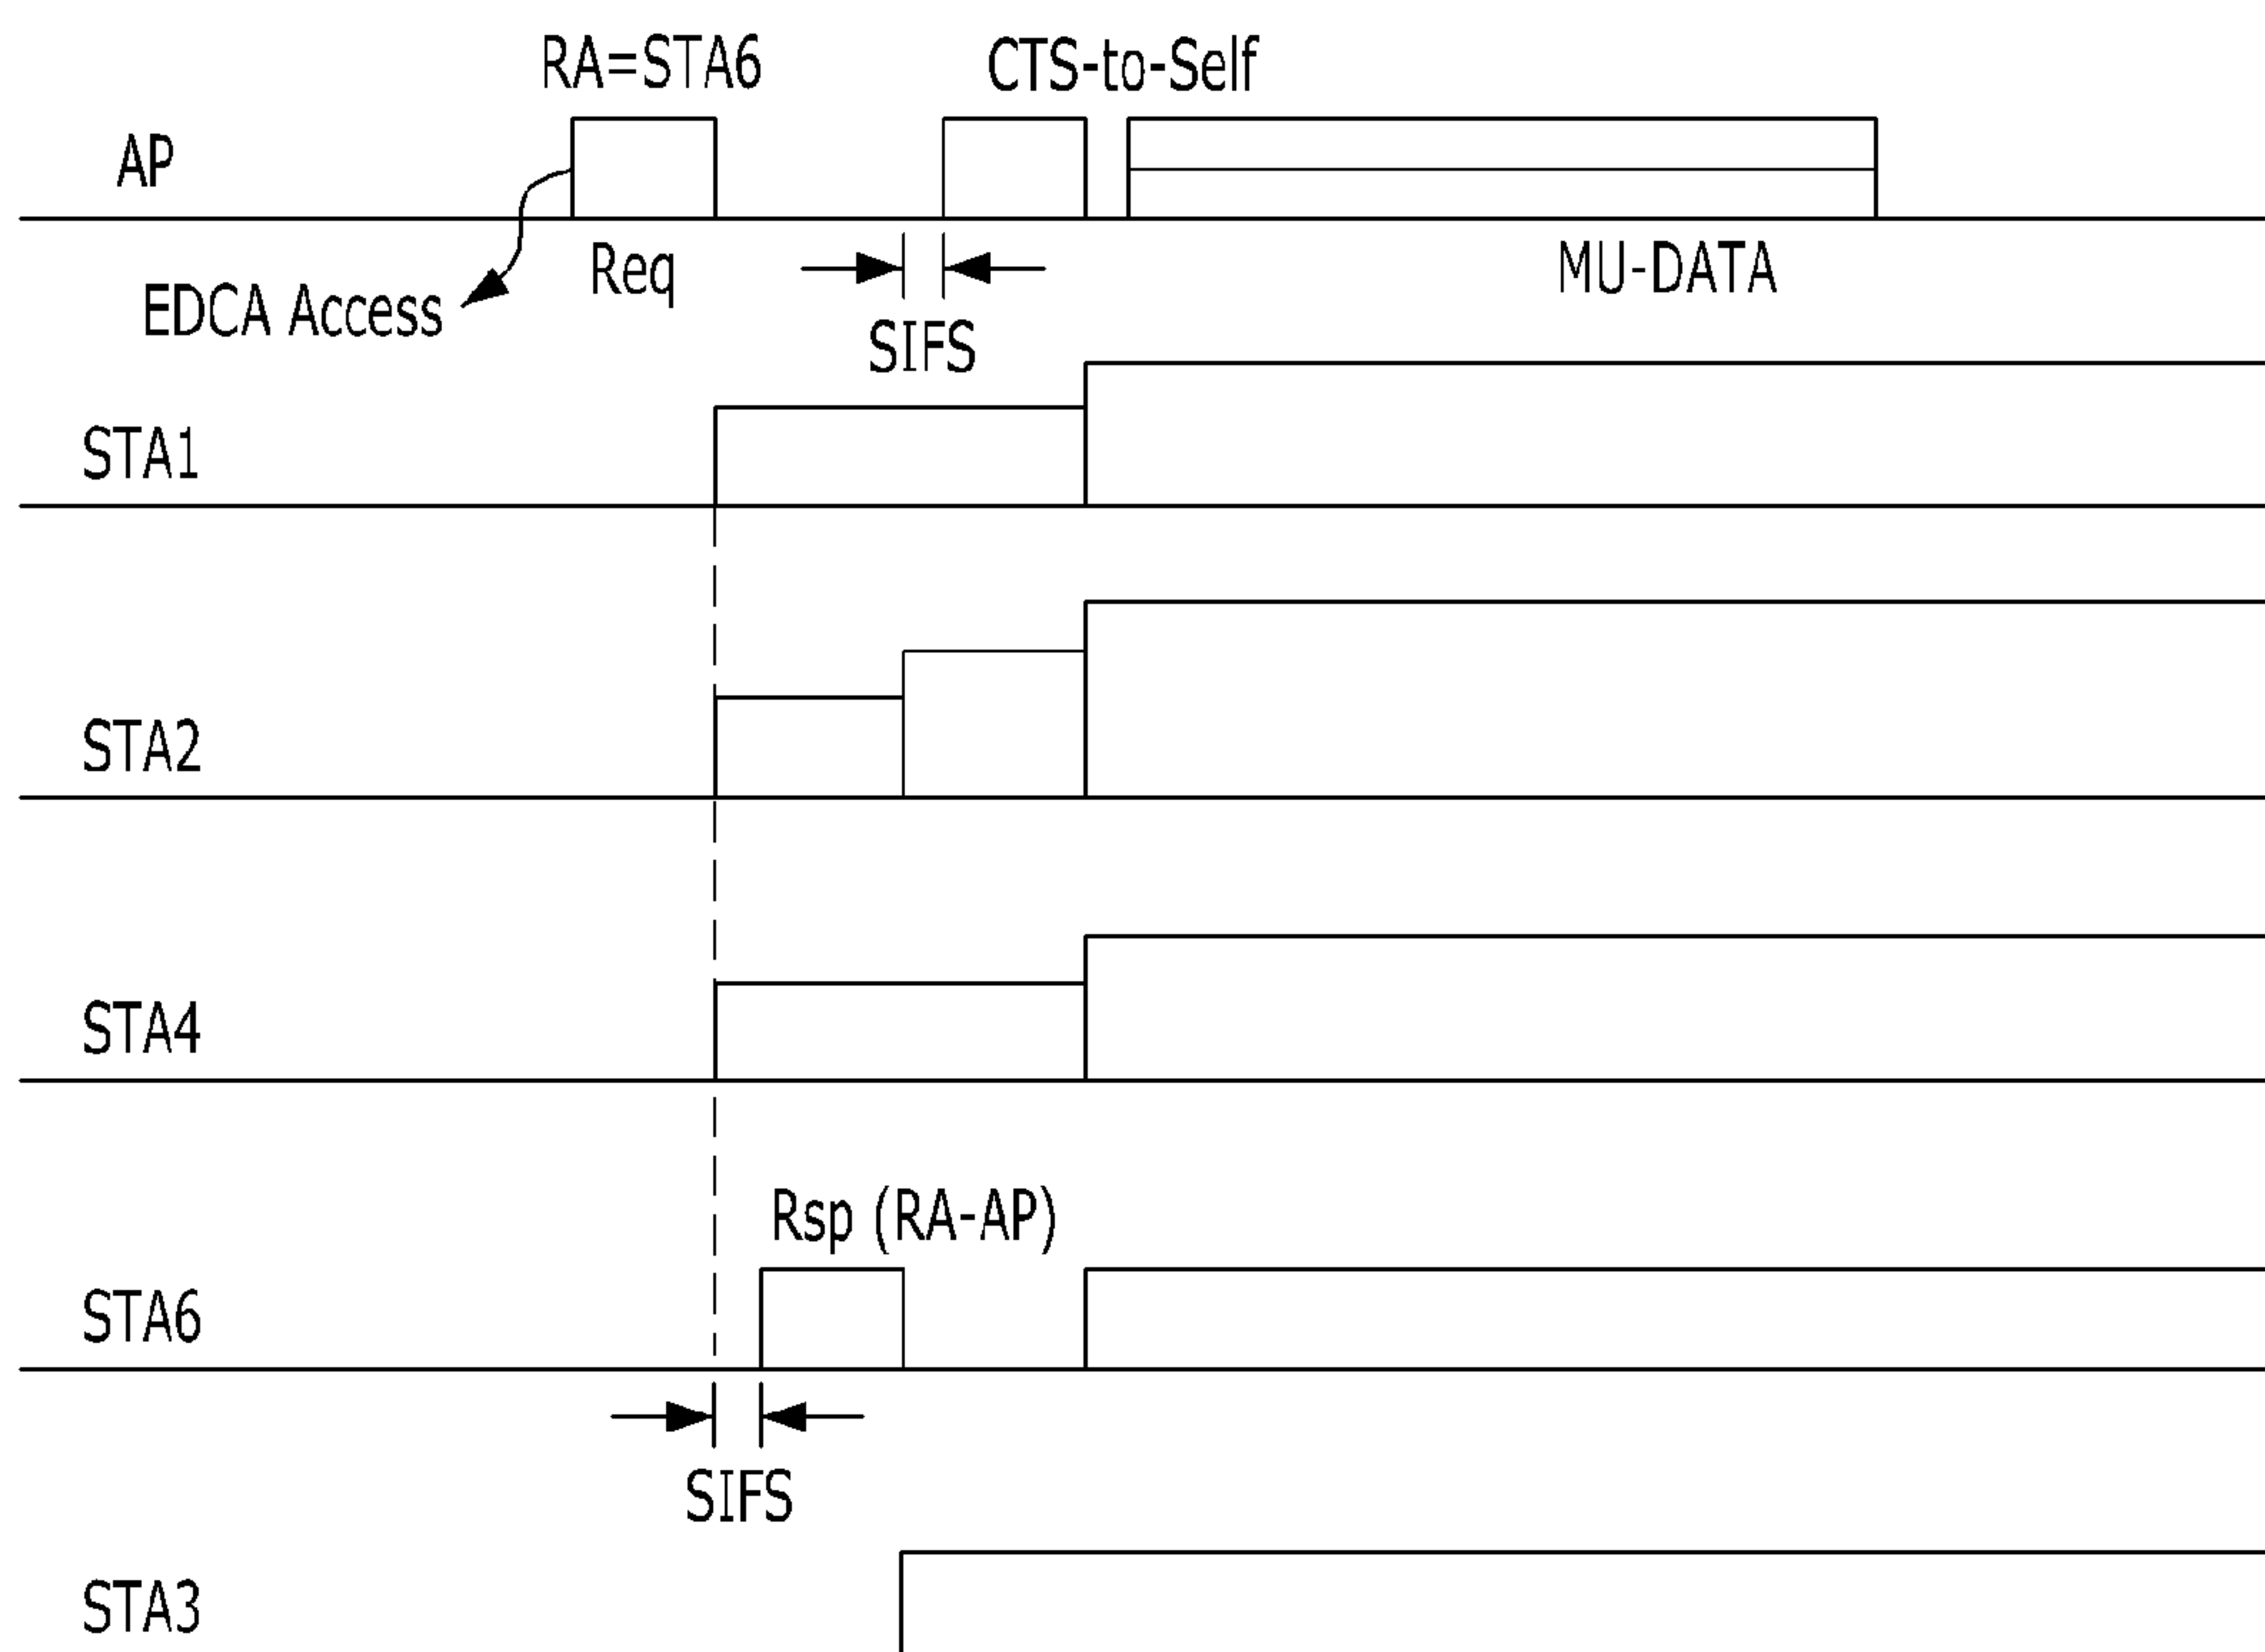 RA=STA6
CTS-to-Self
AP
Req
MU-DATA
EDCA Access
SIFS
STA1
STA2
STA4
Rsp (RA-AP)
STA6
SIFS
STA3